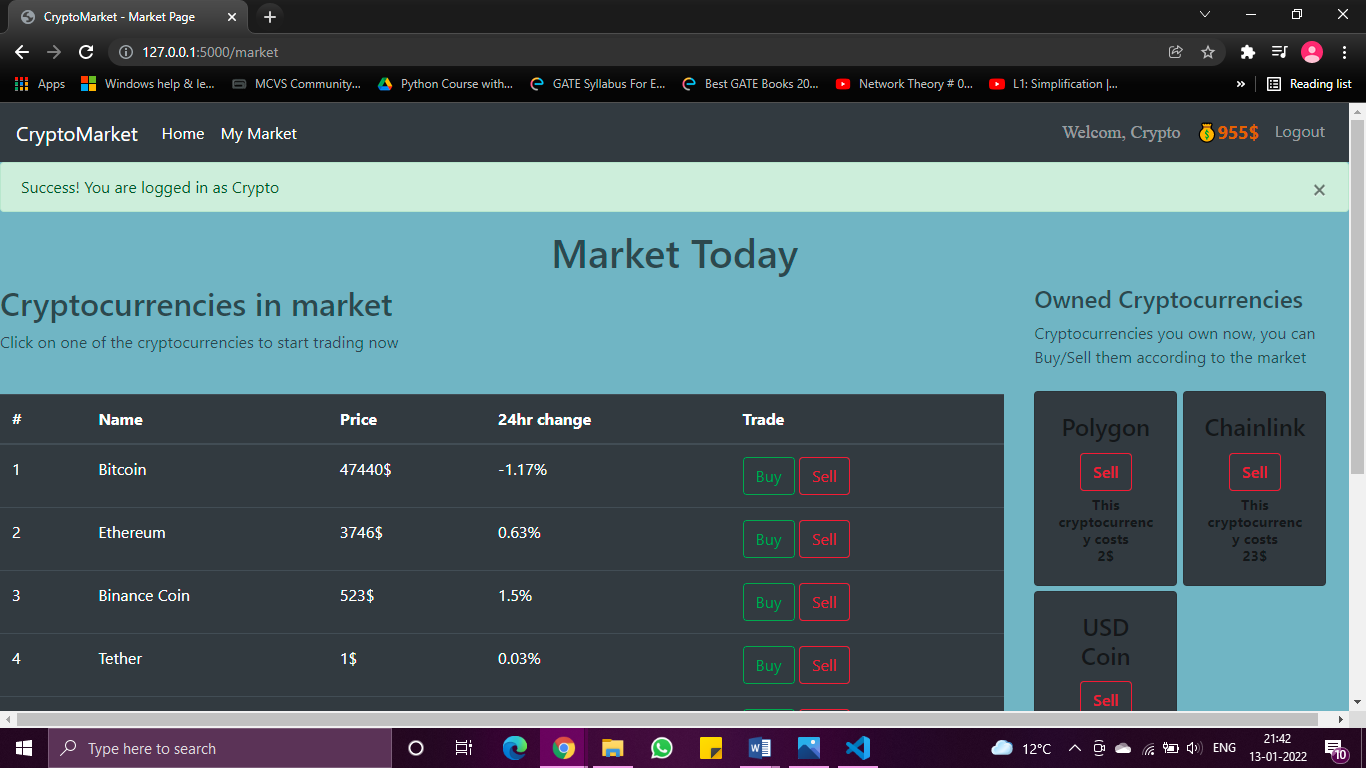 CryptoMarket - Market Page
127.0.0.1:5000/market
Apps Windows help & le... MCVS Community... Python Course with... GATE Syllabus For E... Best GATE Books 20... Network Theory # 0... L1: Simplification |... » Reading list
CryptoMarket Home My Market Welcom, Crypto 955$ Logout
Success! You are logged in as Crypto ×
Market Today
Cryptocurrencies in market
Click on one of the cryptocurrencies to start trading now
# Name Price 24hr change Trade
1 Bitcoin 47440$ -1.17% Buy Sell
2 Ethereum 3746$ 0.63% Buy Sell
3 Binance Coin 523$ 1.5% Buy Sell
4 Tether 1$ 0.03% Buy Sell
Owned Cryptocurrencies
Cryptocurrencies you own now, you can
Buy/Sell them according to the market
Polygon
Sell
This
cryptocurrenc
y costs
2$
Chainlink
Sell
This
cryptocurrenc
y costs
23$
USD
Coin
Sell
Type here to search
12°C
ENG
21:42
13-01-2022
10